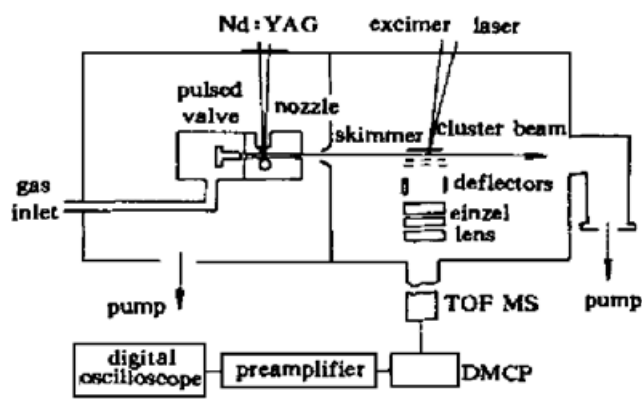 Nd:YAG
excimer laser
pulsed
valve
nozzle
skimmer
cluster beam
gas
inlet
deflectors
einzel
lens
pump
TOF MS
pump
digital
oscilloscope
preamplifier
DMCP